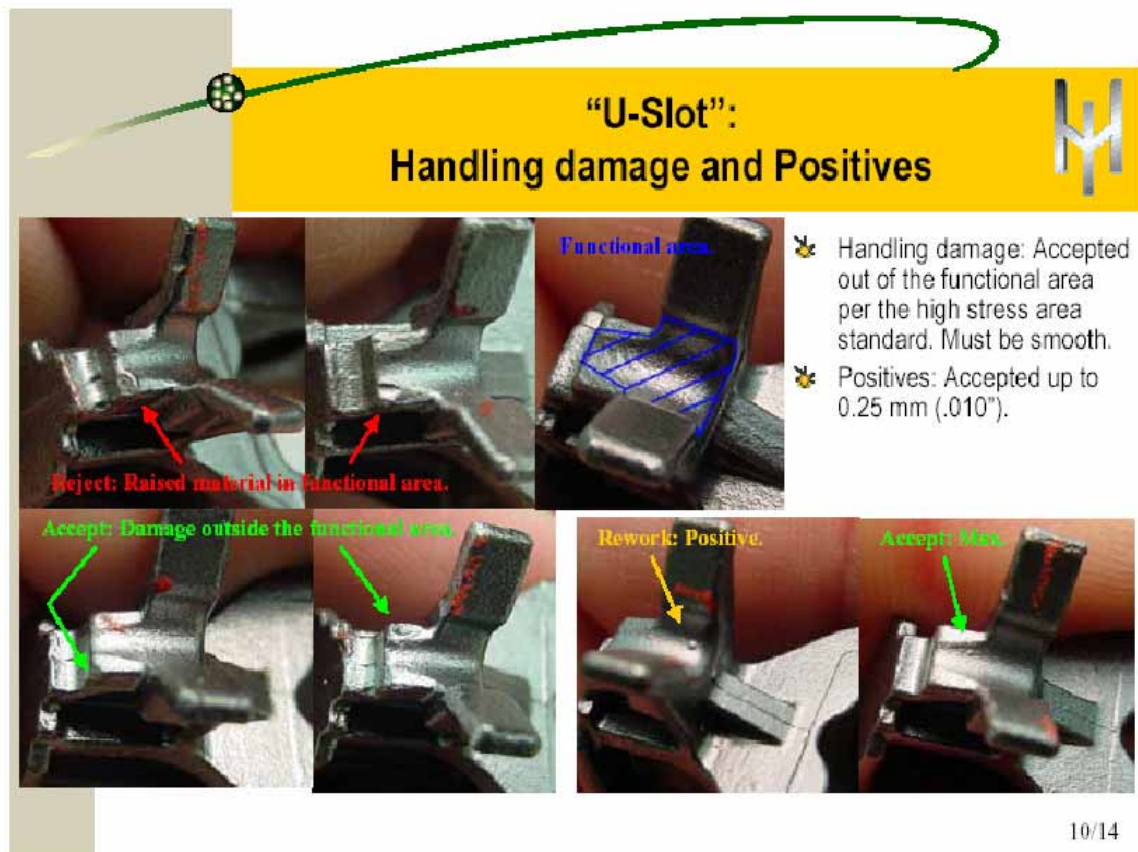 “U-Slot”:
Handling damage and Positives
Functional area.
Handling damage: Accepted
out of the functional area
per the high stress area
standard. Must be smooth.
Positives: Accepted up to
0.25 mm (.010”).
Reject: Raised material in functional area.
Accept: Damage outside the functional area.
Rework: Positive.
Accept: Max.
10/14